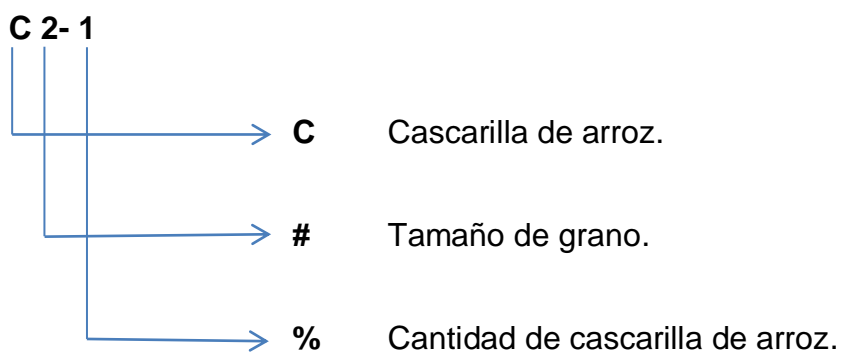 C 2- 1
C Cascarilla de arroz.
# Tamaño de grano.
% Cantidad de cascarilla de arroz.